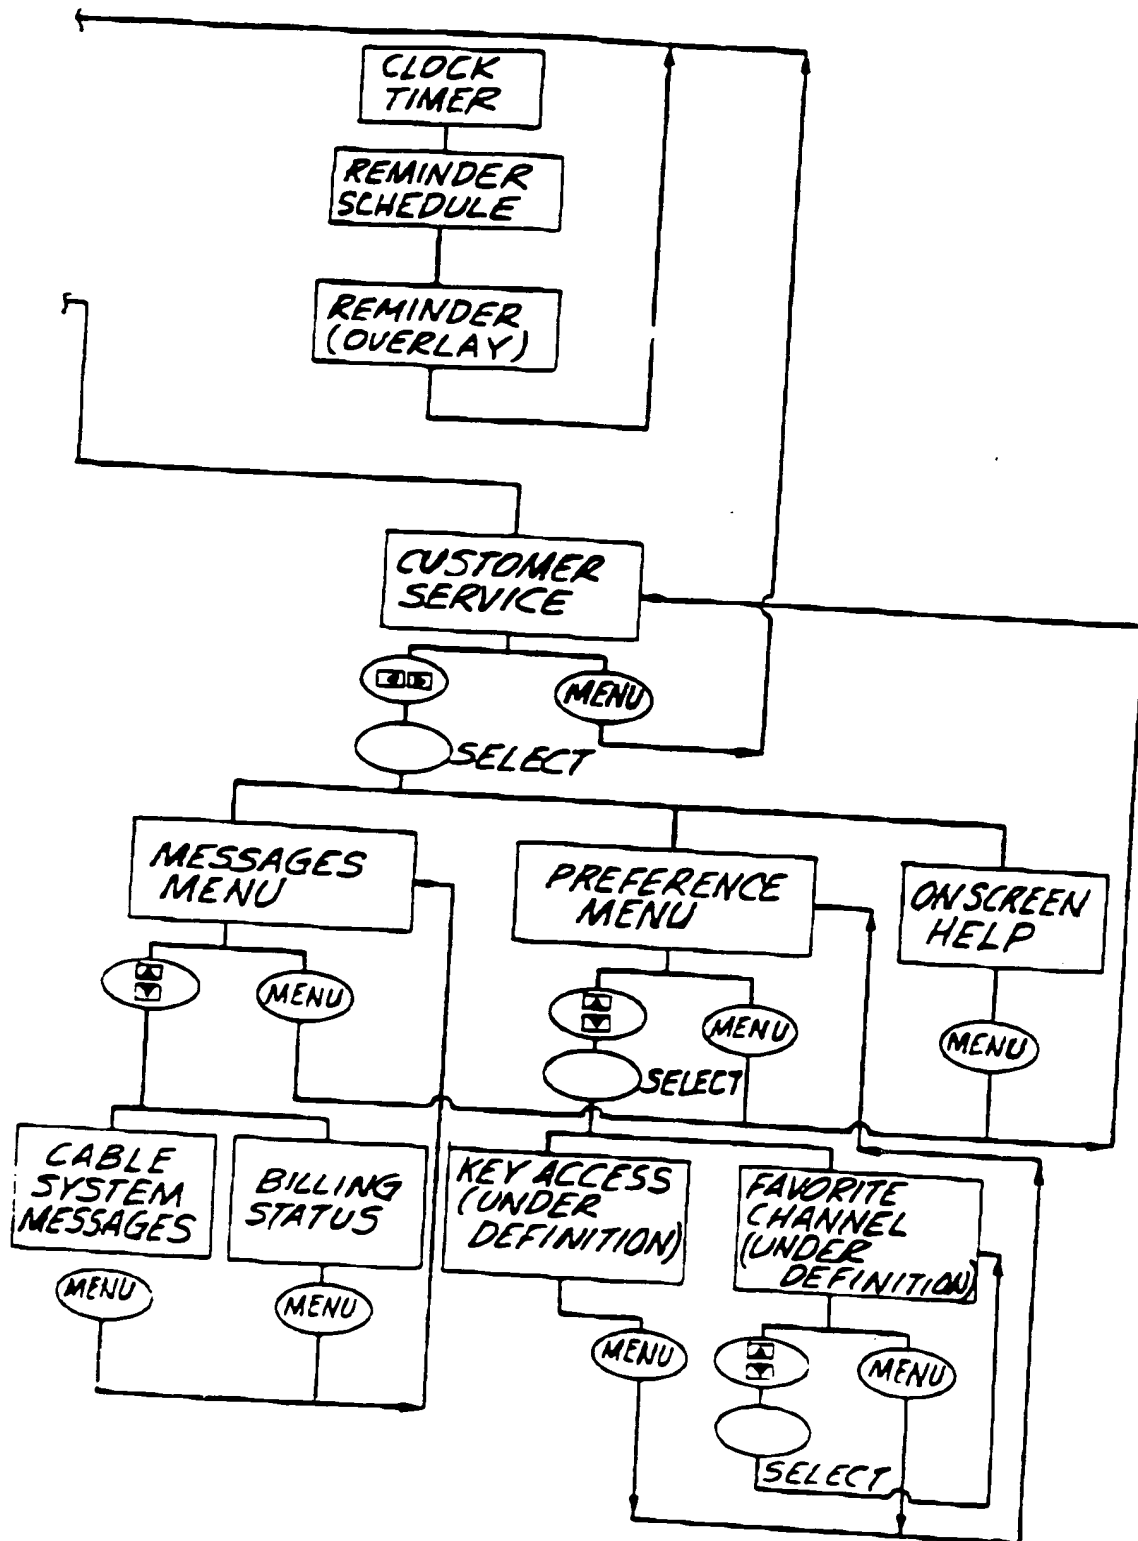 CLOCK
TIMER
REMINDER
SCHEDULE
REMINDER
(OVERLAY)
CUSTOMER
SERVICE
MENU
SELECT
MESSAGES
MENU
PREFERENCE
MENU
ON SCREEN
HELP
MENU
MENU
MENU
SELECT
CABLE
SYSTEM
MESSAGES
BILLING
STATUS
KEY ACCESS
(UNDER
DEFINITION)
FAVORITE
CHANNEL
(UNDER
DEFINITION)
MENU
MENU
MENU
MENU
SELECT